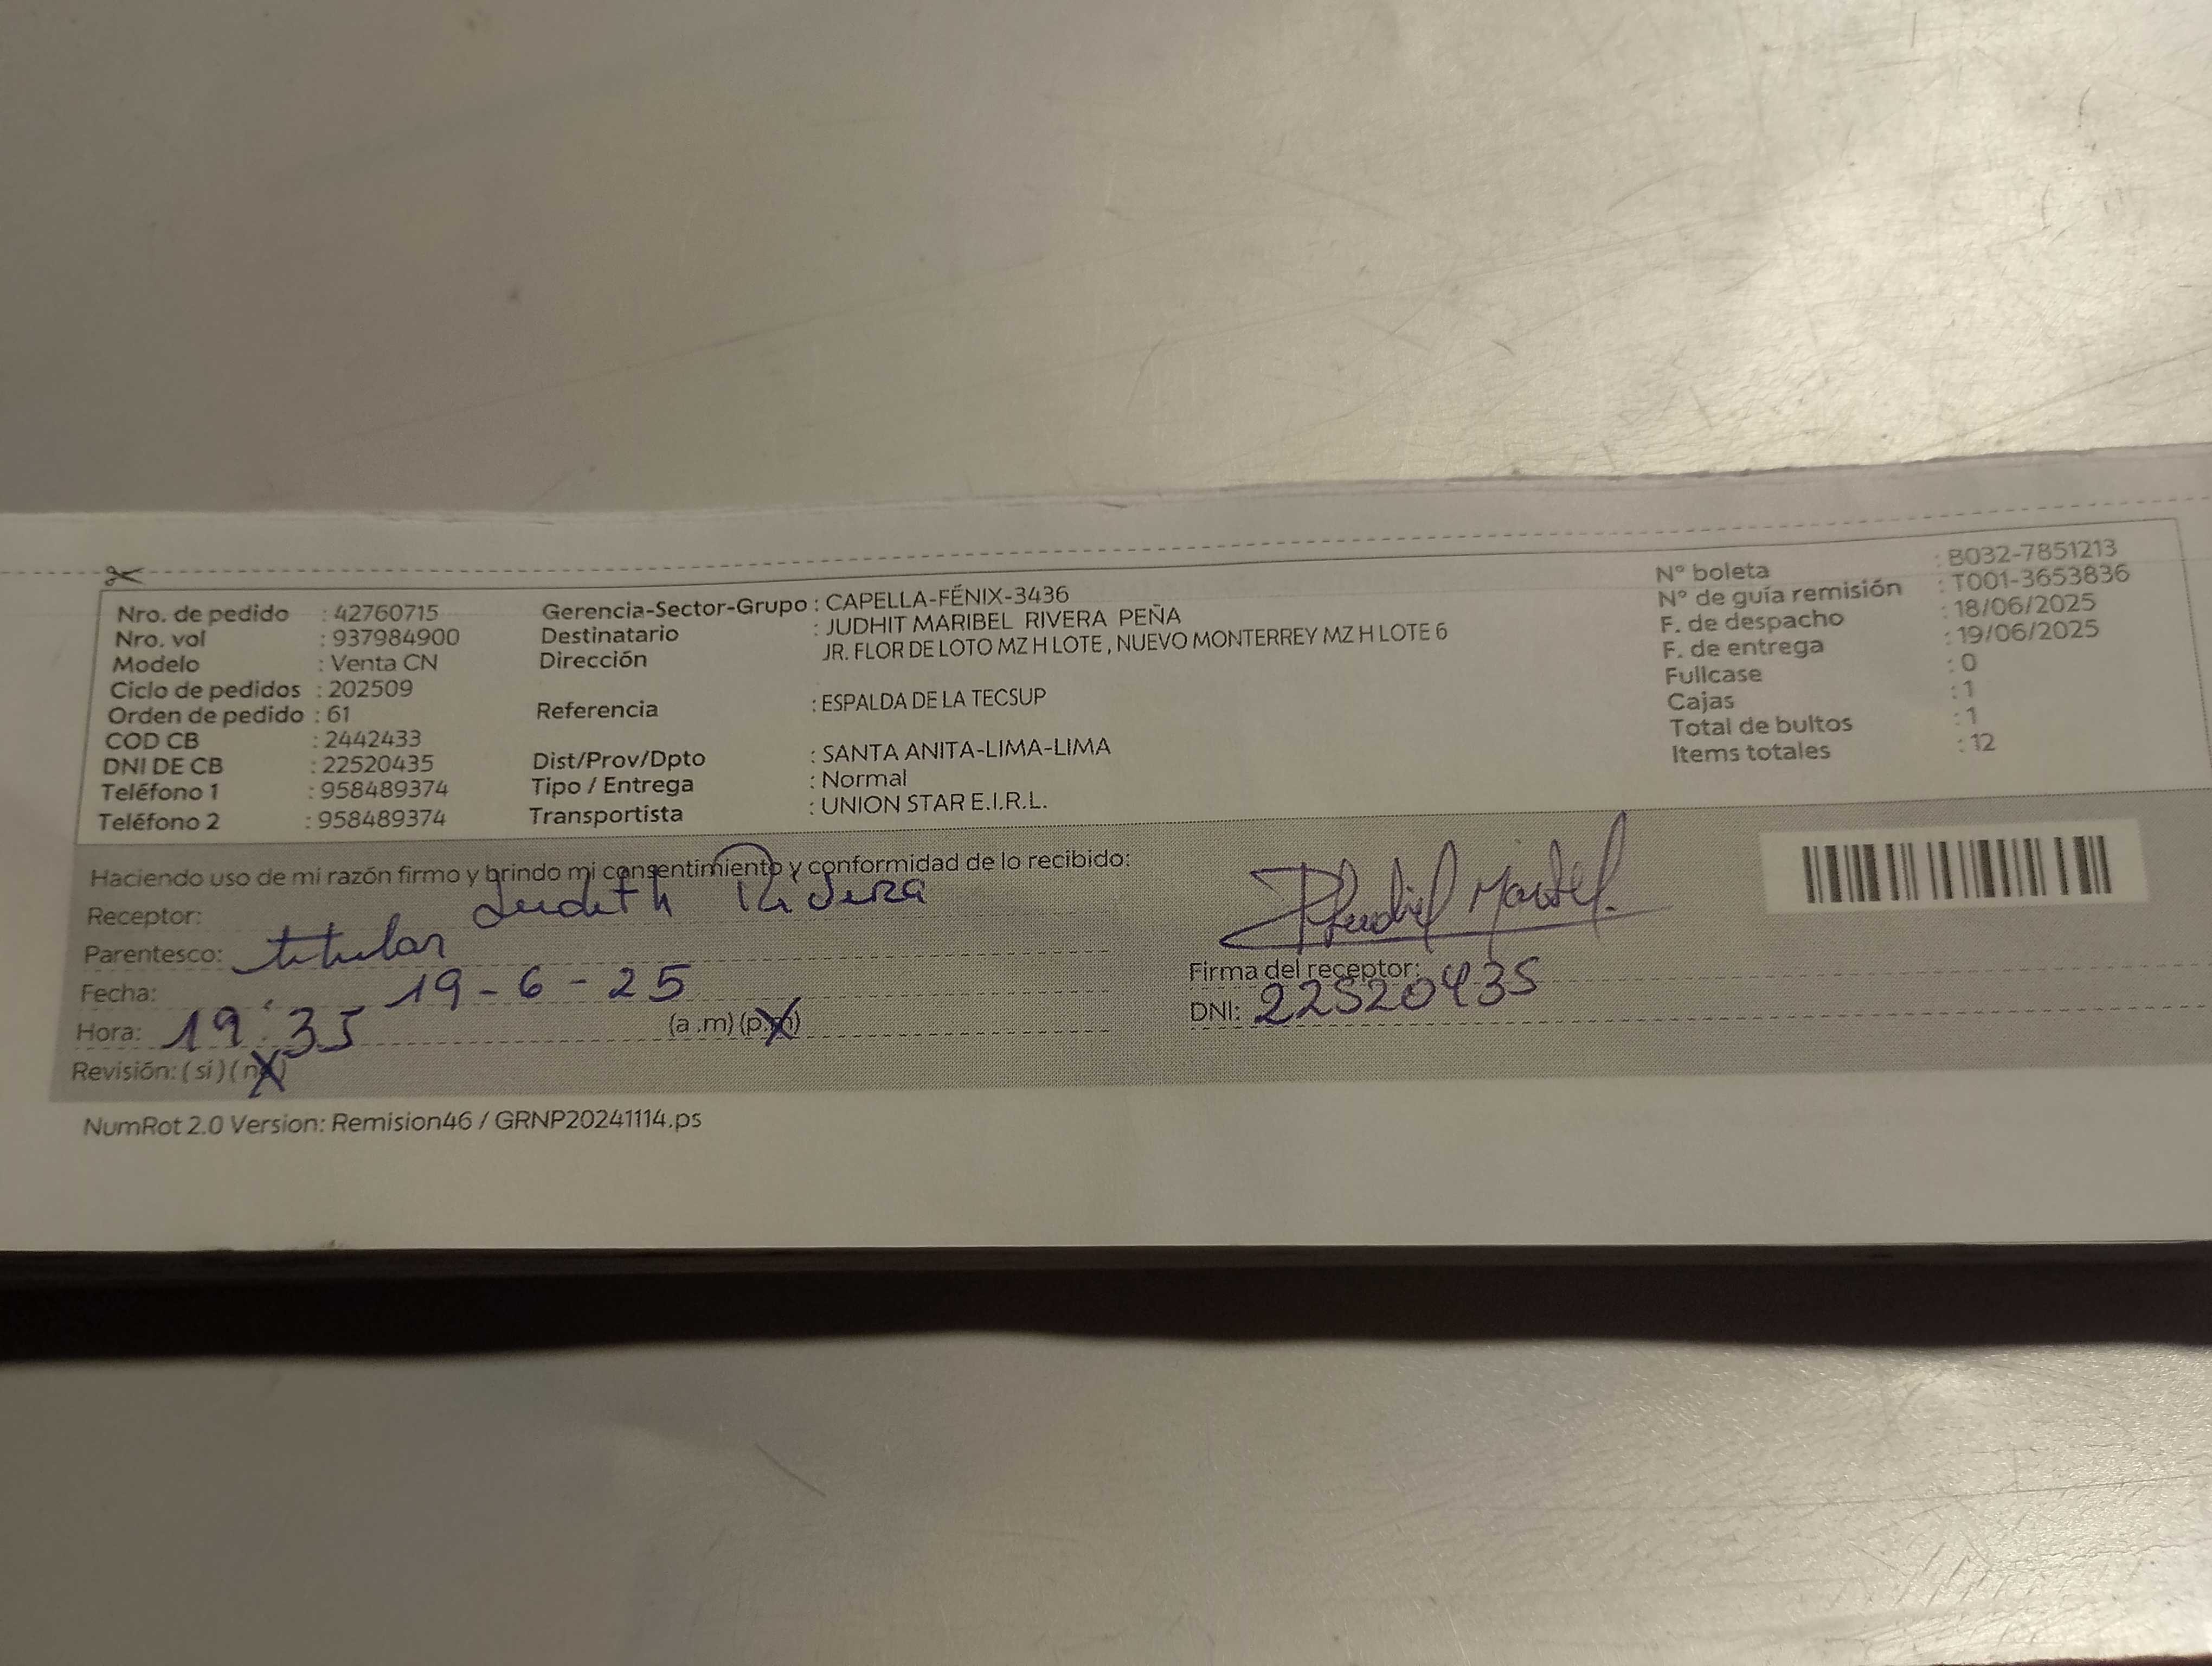 Nro. de pedido : 42760715
Nro. vol : 937984900
Modelo : Venta CN
Ciclo de pedidos : 202509
Orden de pedido : 61
COD CB : 2442433
DNI DE CB : 22520435
Teléfono 1 : 958489374
Teléfono 2 : 958489374
Gerencia-Sector-Grupo : CAPELLA-FÉNIX-3436
Destinatario : JUDHIT MARIBEL RIVERA PEÑA
Dirección JR. FLOR DE LOTO MZ H LOTE , NUEVO MONTERREY MZ H LOTE 6
Referencia : ESPALDA DE LA TECSUP
Dist/Prov/Dpto : SANTA ANITA-LIMA-LIMA
Tipo / Entrega : Normal
Transportista : UNION STAR E.I.R.L.
N° boleta : B032-7851213
N° de guía remisión : T001-3653836
F. de despacho : 18/06/2025
F. de entrega : 19/06/2025
Fullcase : 0
Cajas : 1
Total de bultos : 1
Items totales : 12
Haciendo uso de mi razón firmo y brindo mi consentimiento y conformidad de lo recibido:
Receptor: Judith Rivera
Parentesco: titular
Fecha: 19-6-25
Hora: 19:35 (a .m) (p.m)
Revisión: ( sí ) ( no )
Firma del receptor:
DNI: 22520435
NumRot 2.0 Version: Remision46 / GRNP20241114.ps